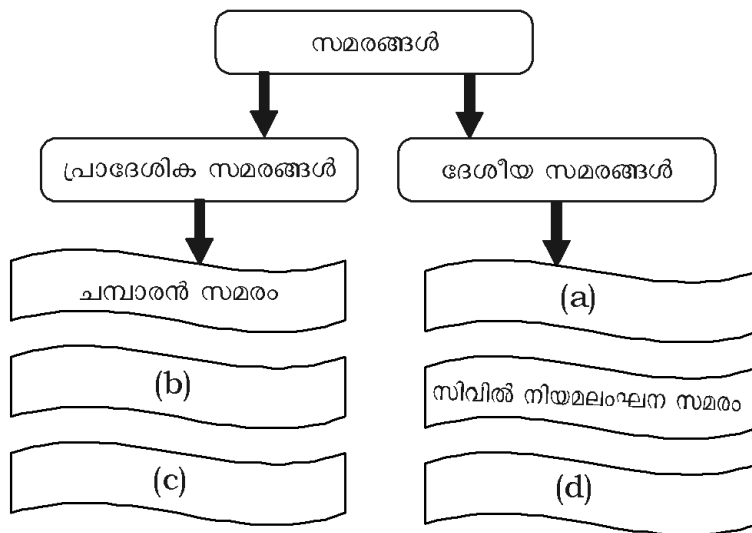 സമരങ്ങൾ
പ്രാദേശിക സമരങ്ങൾ
ദേശീയ സമരങ്ങൾ
ചമ്പാരൻ സമരം
(a)
(b)
സിവിൽ നിയമലംഘന സമരം
(c)
(d)